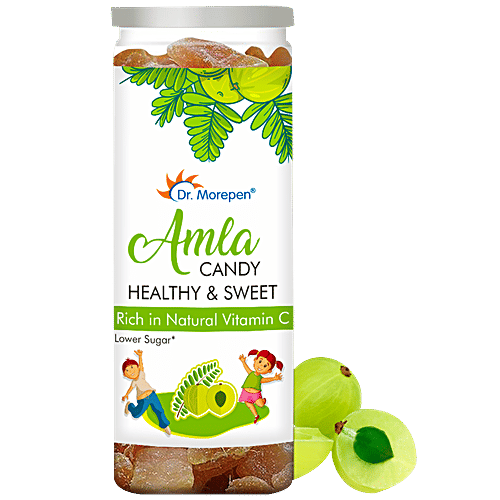 Dr. Morepen®
Amla
CANDY
HEALTHY & SWEET
Rich in Natural Vitamin C
Lower Sugar*